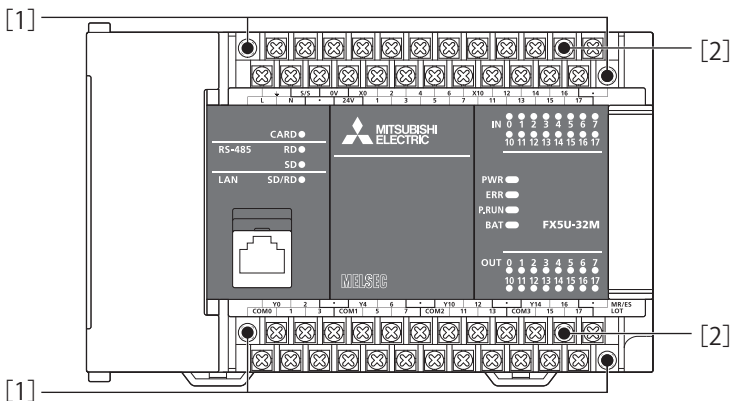 [1]
[2]
⏚ S/S 0V X0 2 4 6 X10 12 14 16 •
L N • 24V 1 3 5 7 11 13 15 17
CARD
RS-485 RD
SD
LAN SD/RD
MITSUBISHI
ELECTRIC
MELSEC
IN 0 1 2 3 4 5 6 7
10 11 12 13 14 15 16 17
PWR
ERR
P.RUN
BAT FX5U-32M
OUT 0 1 2 3 4 5 6 7
10 11 12 13 14 15 16 17
Y0 2 • Y4 6 • Y10 12 • Y14 16 • MR/ES
COM0 1 3 COM1 5 7 COM2 11 13 COM3 15 17 LOT
[2]
[1]